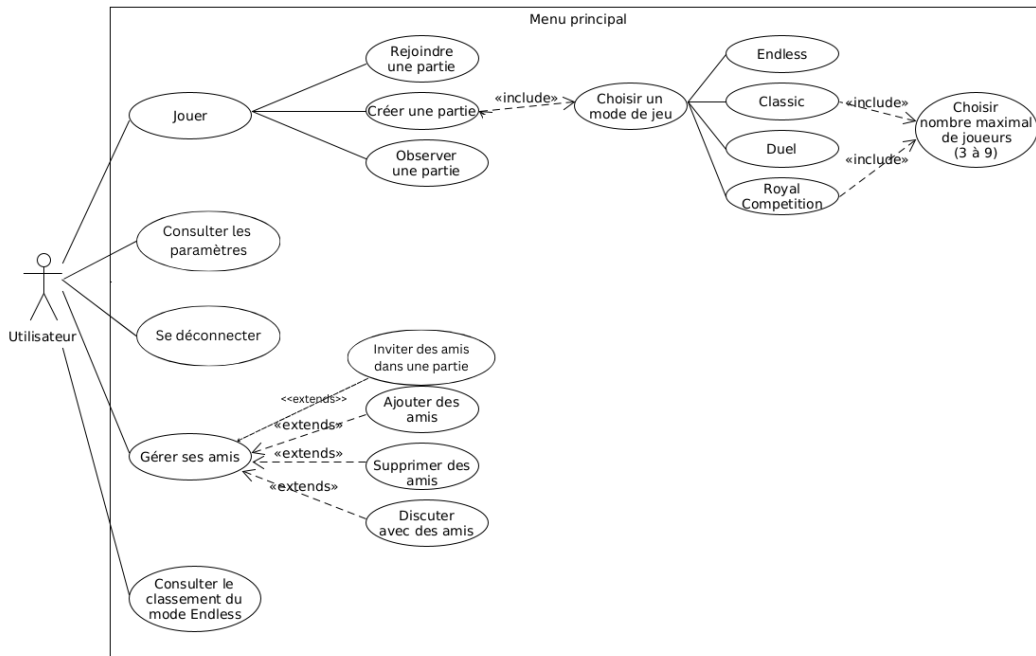 Menu principal
Rejoindre
une partie
Endless
Jouer
Créer une partie
«include»
Choisir un
mode de jeu
Classic
«include»
Choisir
nombre maximal
de joueurs
(3 à 9)
Observer
une partie
Duel
«include»
Royal
Competition
Consulter les
paramètres
Utilisateur
Se déconnecter
Inviter des amis
dans une partie
<<extends>>
Ajouter des
amis
«extends»
Gérer ses amis
«extends»
Supprimer des
amis
«extends»
Discuter
avec des amis
Consulter le
classement du
mode Endless